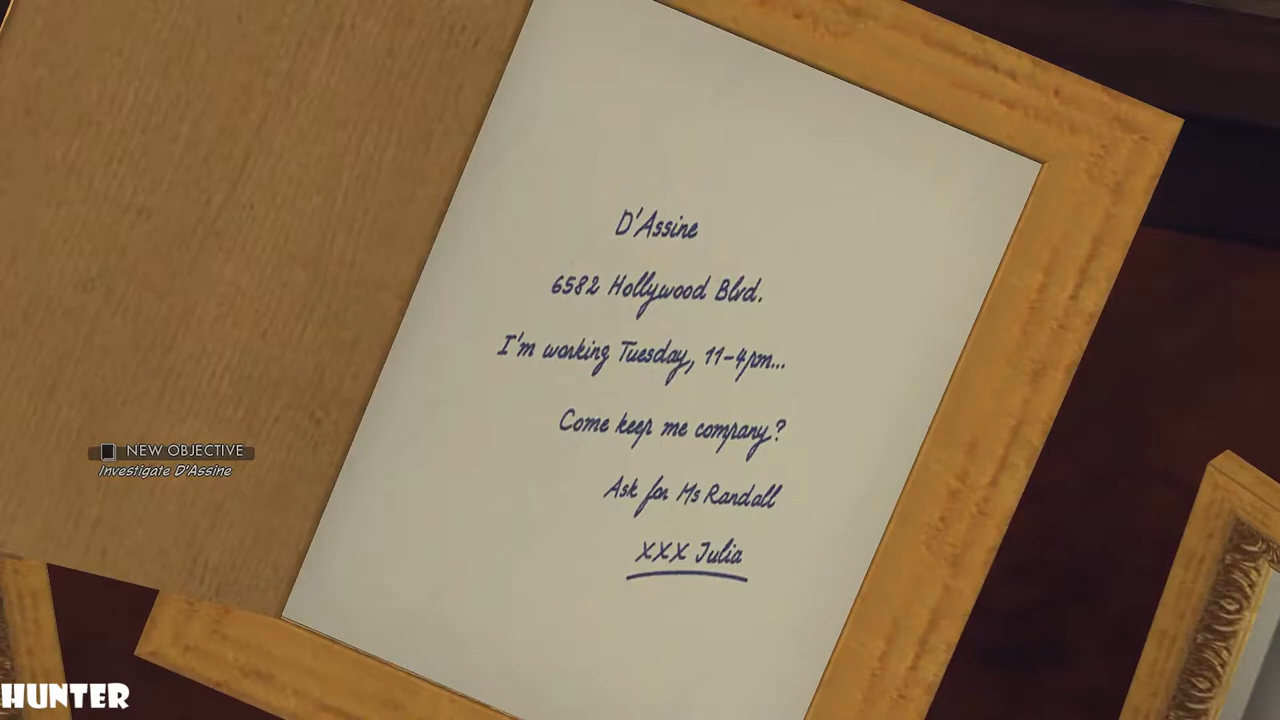 D'Assine
6582 Hollywood Blvd.
I'm working Tuesday, 11-4pm...
Come keep me company?
Ask for Ms Randall
XXX Julia
NEW OBJECTIVE
Investigate D'Assine
HUNTER